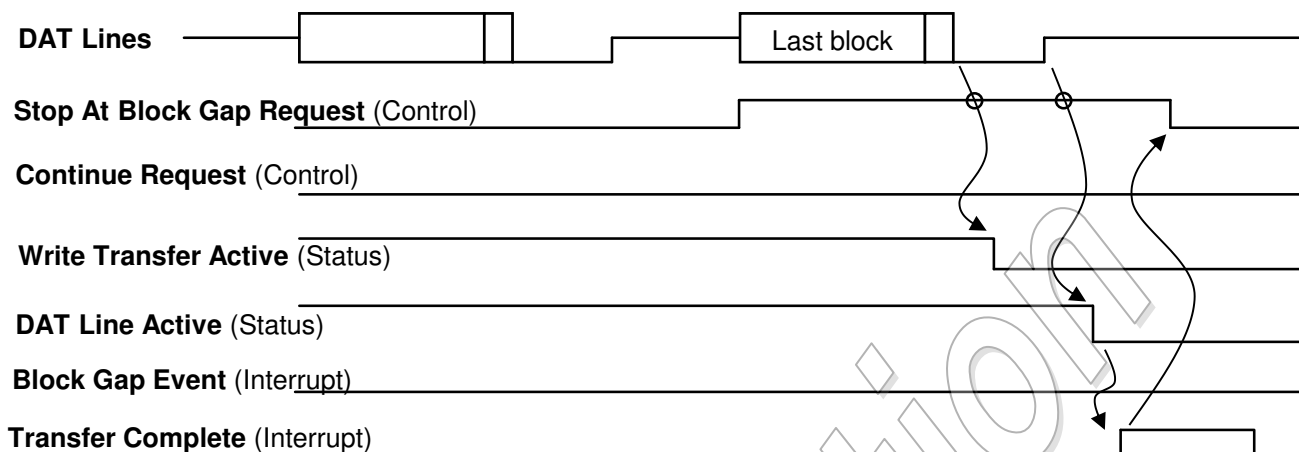 DAT Lines
Last block
Stop At Block Gap Request (Control)
Continue Request (Control)
Write Transfer Active (Status)
DAT Line Active (Status)
Block Gap Event (Interrupt)
Transfer Complete (Interrupt)